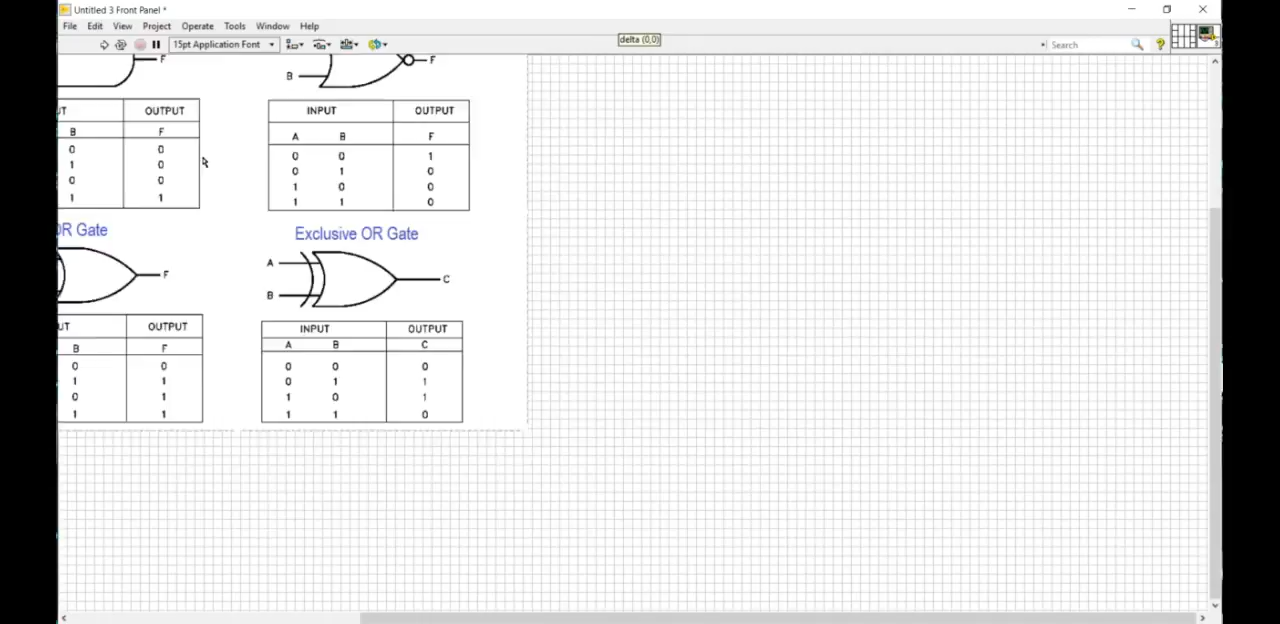 Untitled 3 Front Panel *
File Edit View Project Operate Tools Window Help
15pt Application Font
delta (0,0)
Search
F
B F
UT OUTPUT
B F
0 0
1 0
0 0
1 1
INPUT OUTPUT
A B F
0 0 1
0 1 0
1 0 0
1 1 0
OR Gate
F
UT OUTPUT
B F
0 0
1 1
0 1
1 1
Exclusive OR Gate
A
C
B
INPUT OUTPUT
A B C
0 0 0
0 1 1
1 0 1
1 1 0